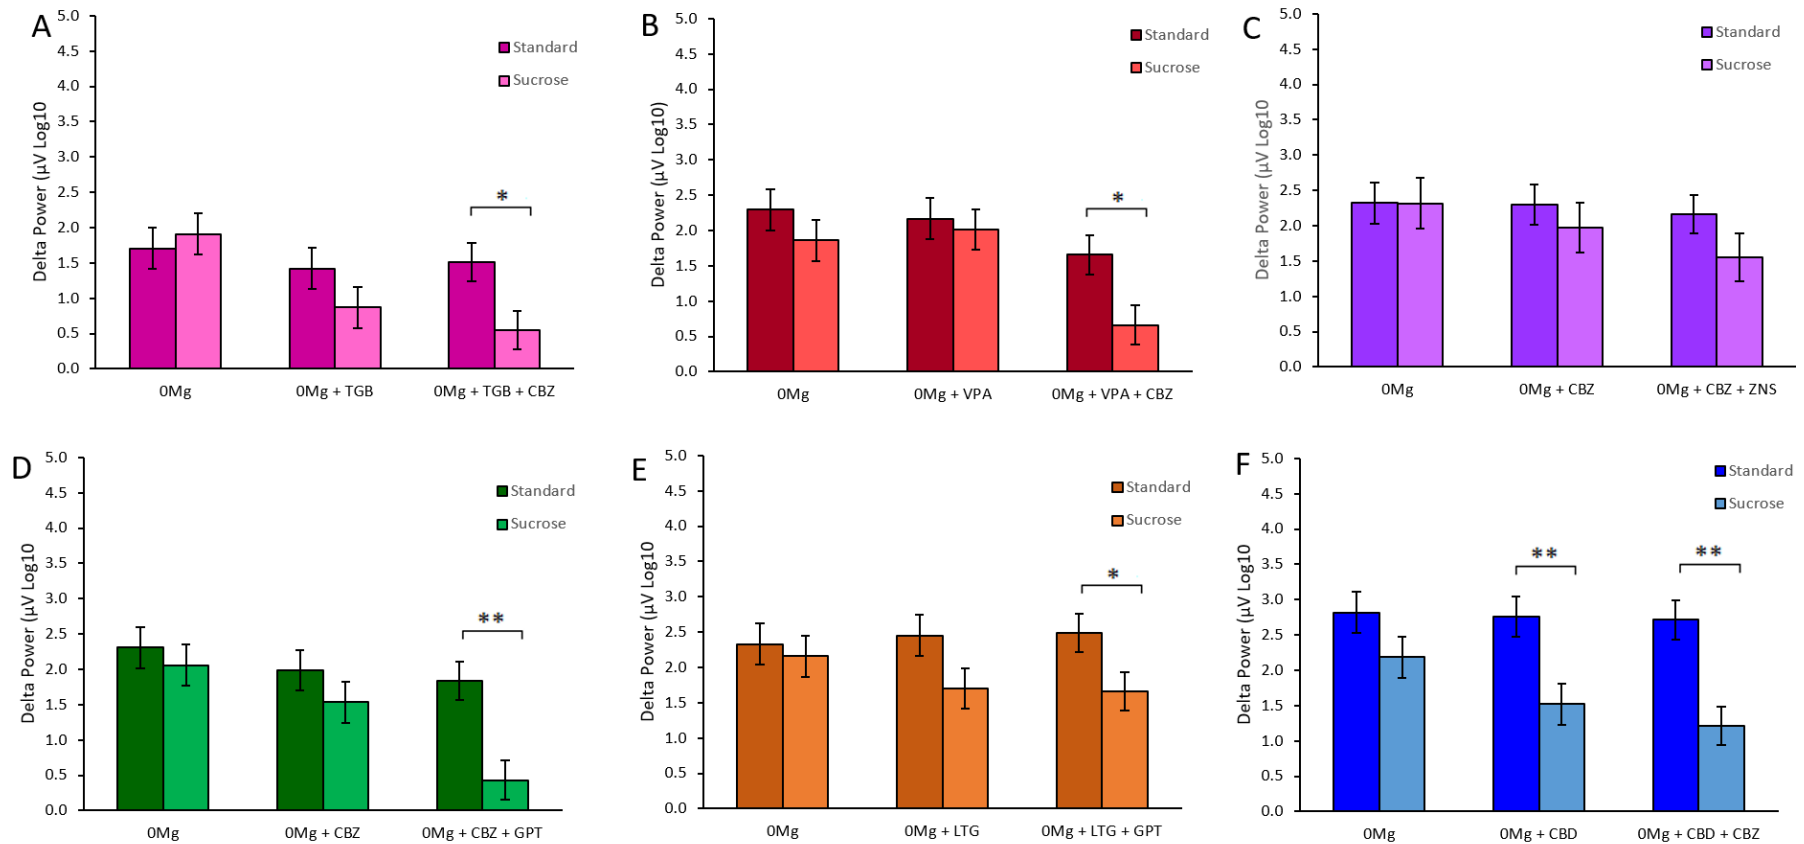 A
Delta Power (µV Log10
5.0
4.5
4.0
3.5
3.0
2.5
2.0
1.5
1.0
0.5
0.0
Standard
Sucrose
*
0Mg
0Mg + TGB
0Mg + TGB + CBZ
B
Delta Power (µV Log10)
5.0
4.5
4.0
3.5
3.0
2.5
2.0
1.5
1.0
0.5
0.0
Standard
Sucrose
*
0Mg
0Mg + VPA
0Mg + VPA + CBZ
C
Delta Power (µV Log10
5.0
4.5
4.0
3.5
3.0
2.5
2.0
1.5
1.0
0.5
0.0
Standard
Sucrose
0Mg
0Mg + CBZ
0Mg + CBZ + ZNS
D
Delta Power (µV Log10
5.0
4.5
4.0
3.5
3.0
2.5
2.0
1.5
1.0
0.5
0.0
Standard
Sucrose
**
0Mg
0Mg + CBZ
0Mg + CBZ + GPT
E
Delta Power (µV Log10
5.0
4.5
4.0
3.5
3.0
2.5
2.0
1.5
1.0
0.5
0.0
Standard
Sucrose
*
0Mg
0Mg + LTG
0Mg + LTG + GPT
F
Delta Power (µV Log10
5.0
4.5
4.0
3.5
3.0
2.5
2.0
1.5
1.0
0.5
0.0
Standard
Sucrose
**
**
0Mg
0Mg + CBD
0Mg + CBD + CBZ